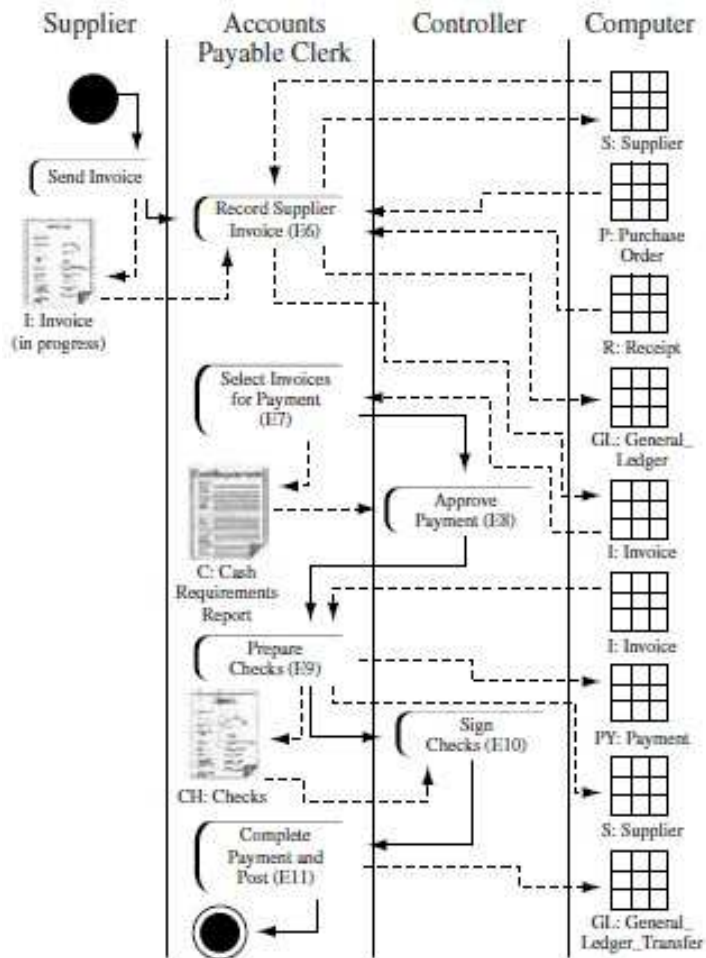 Supplier
Accounts
Payable Clerk
Controller
Computer
S: Supplier
Send Invoice
Record Supplier
Invoice (E6)
P: Purchase
Order
I: Invoice
(in progress)
R: Receipt
Select Invoices
for Payment
(E7)
GL: General_
Ledger
Approve
Payment (E8)
I: Invoice
C: Cash
Requirements
Report
I: Invoice
Prepare
Checks (E9)
PY: Payment
Sign
Checks (E10)
CH: Checks
S: Supplier
Complete
Payment and
Post (E11)
GL: General_
Ledger_Transfer